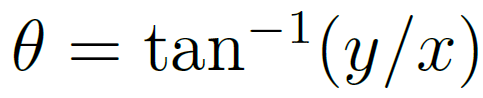 θ = tan⁻¹(y/x)